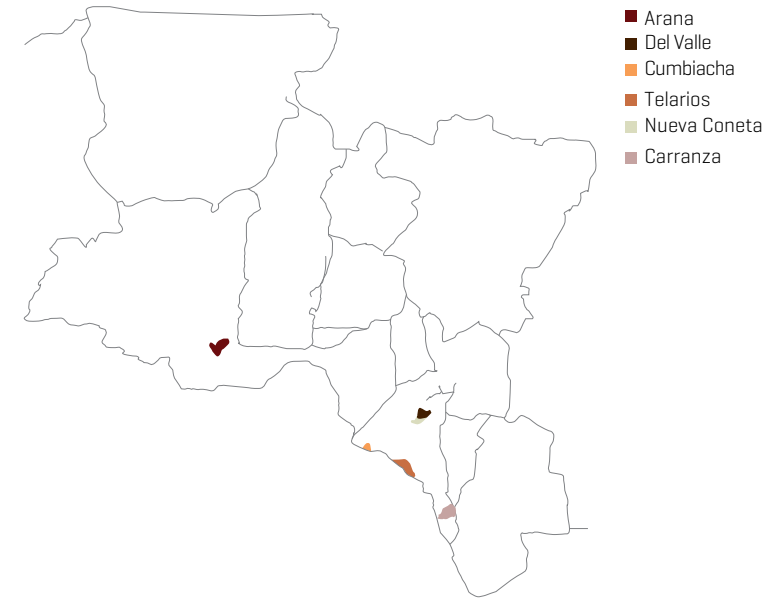 Arana
Del Valle
Cumbiacha
Telarios
Nueva Coneta
Carranza